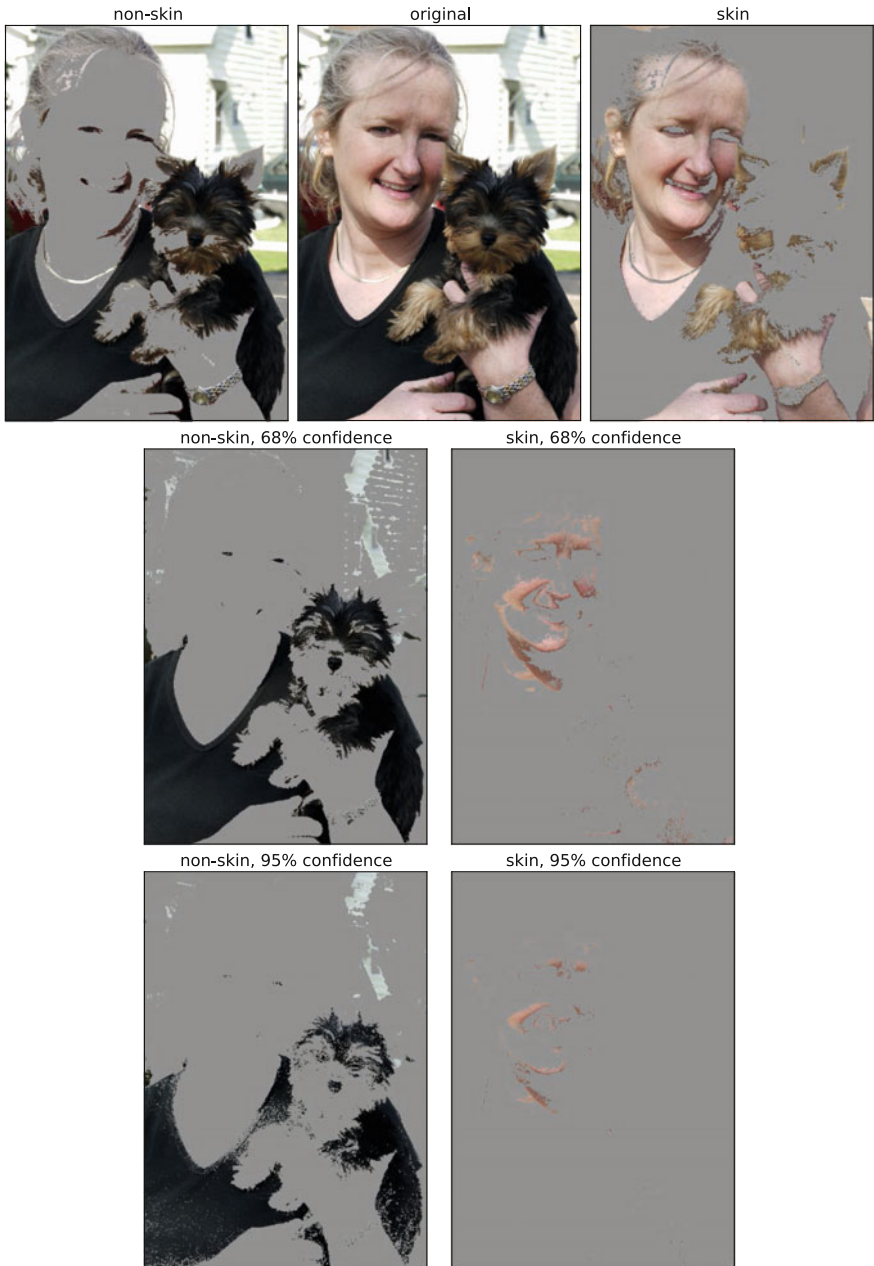 non-skin
original
skin
non-skin, 68% confidence
skin, 68% confidence
non-skin, 95% confidence
skin, 95% confidence